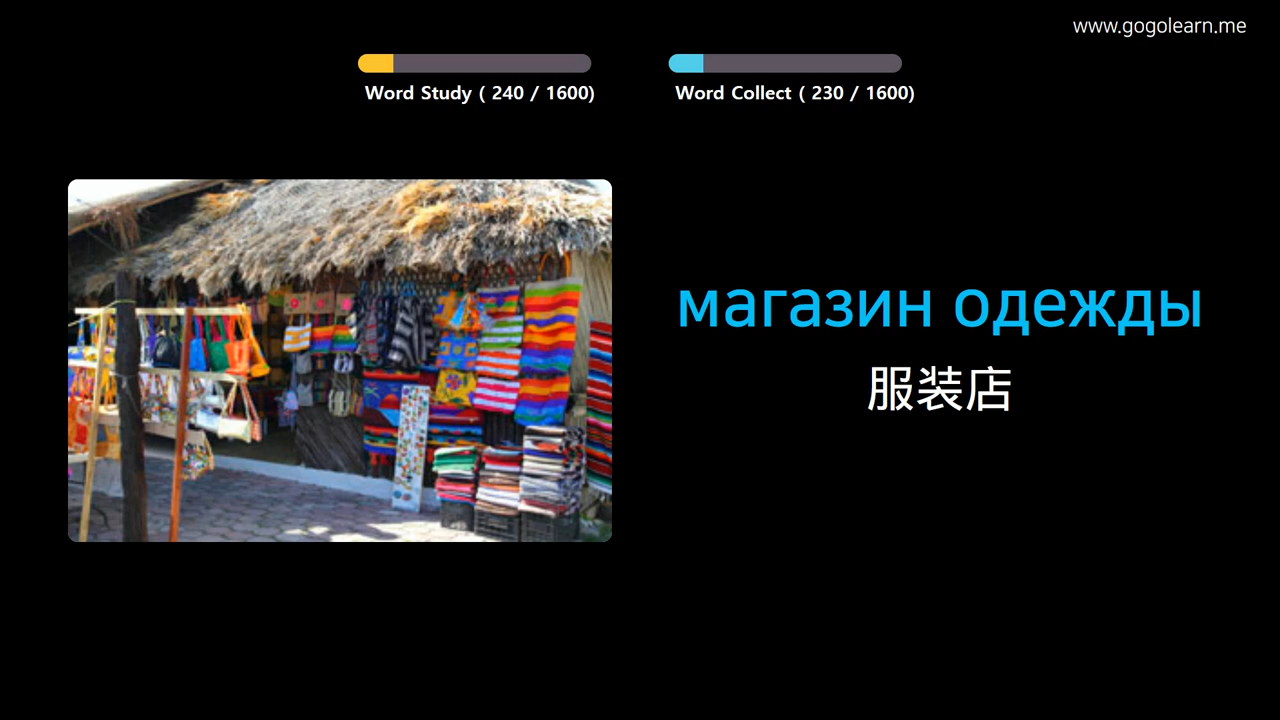 www.gogolearn.me
Word Study ( 240 / 1600)
Word Collect ( 230 / 1600)
магазин одежды
服装店